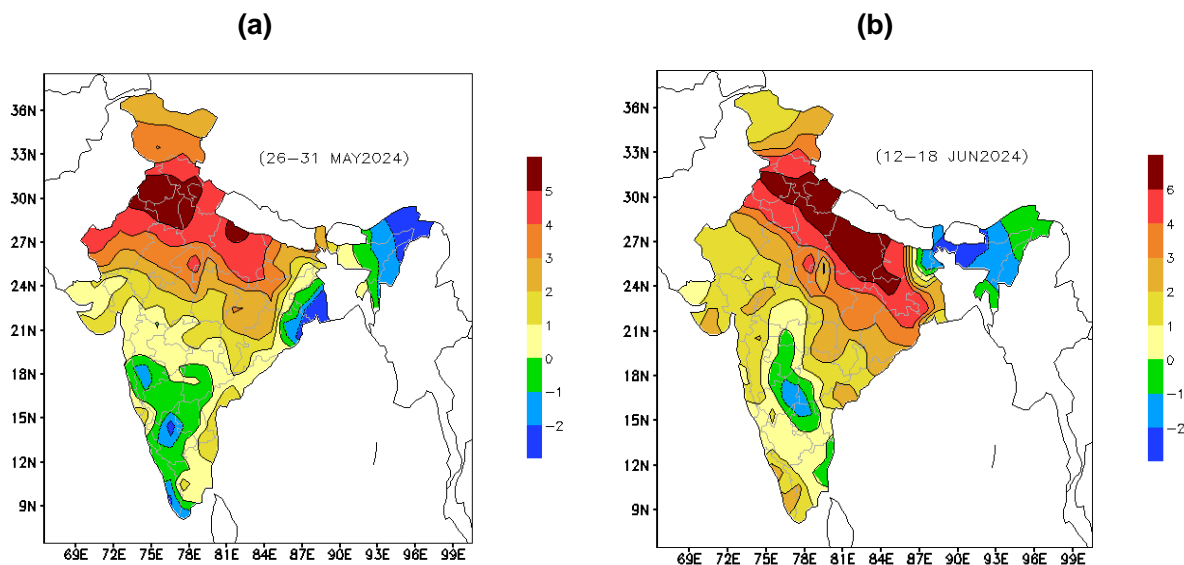 (a)
(b)
36N
33N
30N
27N
24N
21N
18N
15N
12N
9N
69E 72E 75E 78E 81E 84E 87E 90E 93E 96E 99E
(26-31 MAY2024)
5
4
3
2
1
0
-1
-2
36N
33N
30N
27N
24N
21N
18N
15N
12N
9N
69E 72E 75E 78E 81E 84E 87E 90E 93E 96E 99E
(12-18 JUN2024)
6
5
4
3
2
1
0
-1
-2